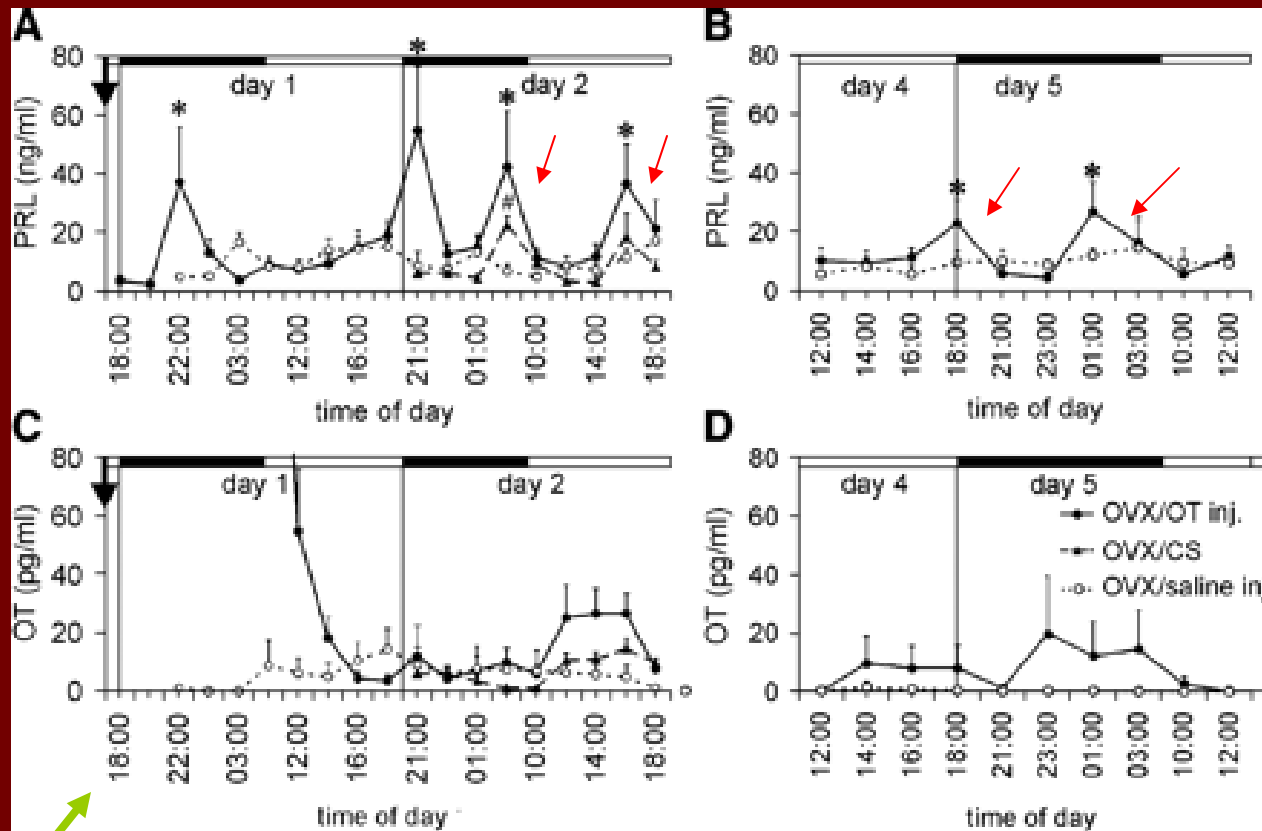 A
B
80
60
40
20
0
PRL (ng/ml)
day 1
day 2
*
*
*
*
#
18:00
22:00
03:00
12:00
16:00
21:00
01:00
10:00
14:00
18:00
time of day
80
60
40
20
0
PRL (ng/ml)
day 4
day 5
*
*
12:00
14:00
16:00
18:00
21:00
23:00
01:00
03:00
10:00
12:00
time of day
C
D
80
60
40
20
0
OT (pg/ml)
day 1
day 2
18:00
22:00
03:00
12:00
16:00
21:00
01:00
10:00
14:00
18:00
time of day
80
60
40
20
0
OT (pg/ml)
day 4
day 5
OVX/OT inj.
OVX/CS
OVX/saline inj
12:00
14:00
16:00
18:00
21:00
23:00
01:00
03:00
10:00
12:00
time of day